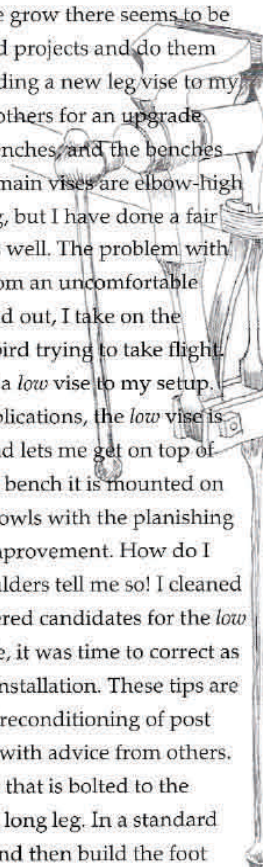 e grow there seems to be
d projects and do them
ding a new leg vise to my
others for an upgrade.
nches, and the benches
main vises are elbow-high
g, but I have done a fair
s well. The problem with
om an uncomfortable
d out, I take on the
bird trying to take flight.
a low vise to my setup.
plications, the low vise is
nd lets me get on top of
bench it is mounted on
owls with the planishing
nprovement. How do I
ulders tell me so! I cleaned
ered candidates for the low
e, it was time to correct as
nstallation. These tips are
reconditioning of post
with advice from others.
that is bolted to the
long leg. In a standard
nd then build the foot